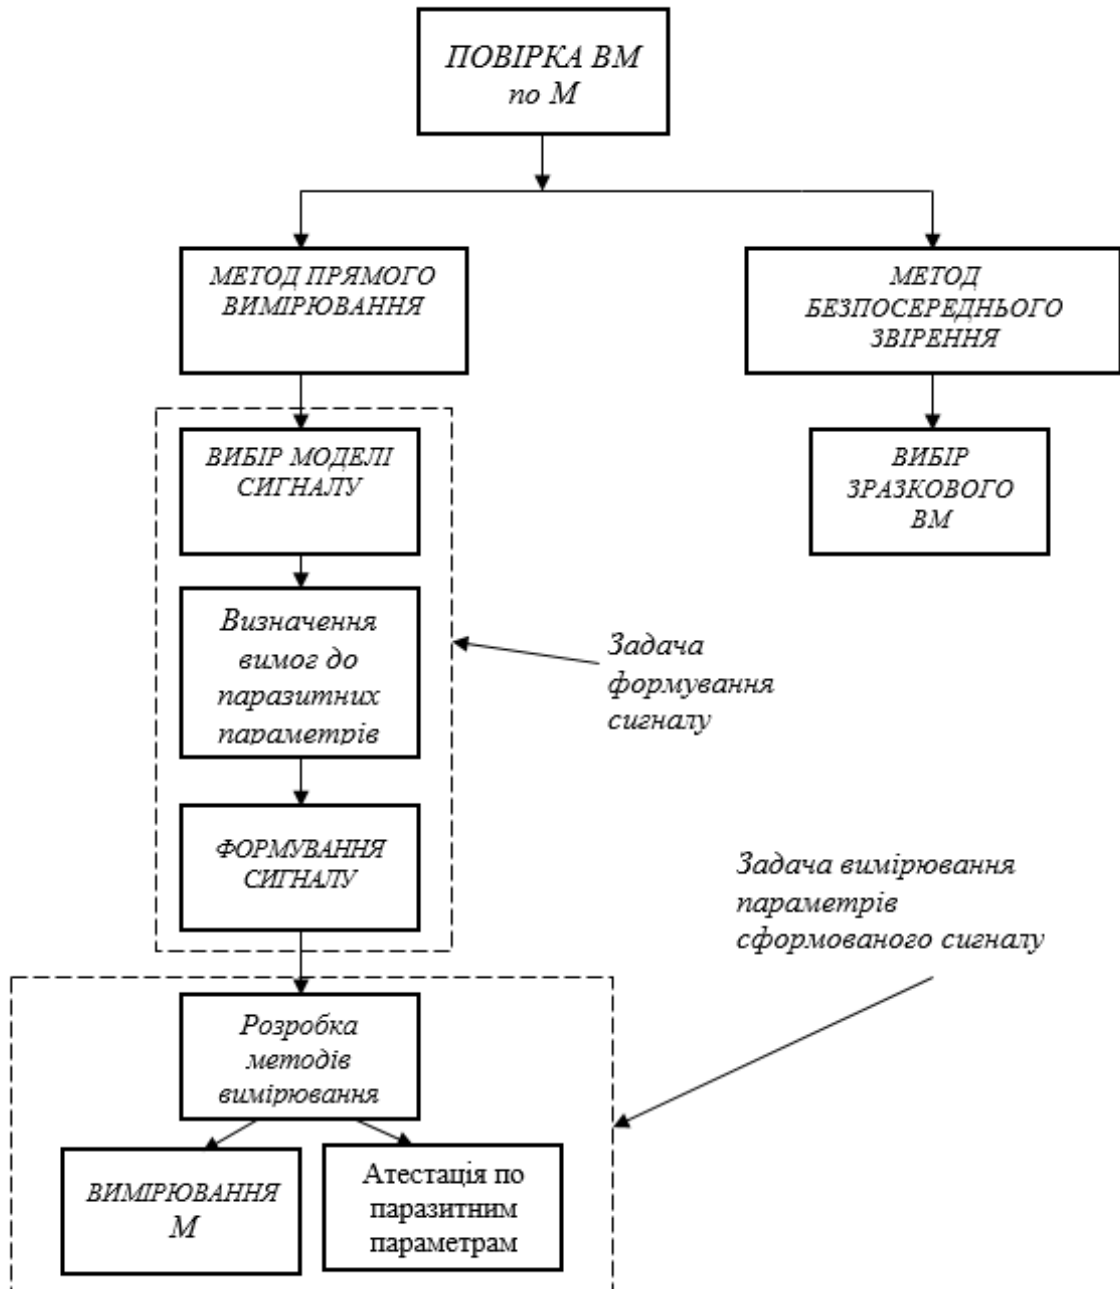 ПОВІРКА ВМ
по М
МЕТОД ПРЯМОГО
ВИМІРЮВАННЯ
МЕТОД
БЕЗПОСЕРЕДНЬОГО
ЗВІРЕННЯ
ВИБІР МОДЕЛІ
СИГНАЛУ
ВИБІР
ЗРАЗКОВОГО
ВМ
Визначення
вимог до
паразитних
параметрів
Задача
формування
сигналу
ФОРМУВАННЯ
СИГНАЛУ
Задача вимірювання
параметрів
сформованого сигналу
Розробка
методів
вимірювання
ВИМІРЮВАННЯ
М
Атестація по
паразитним
параметрам